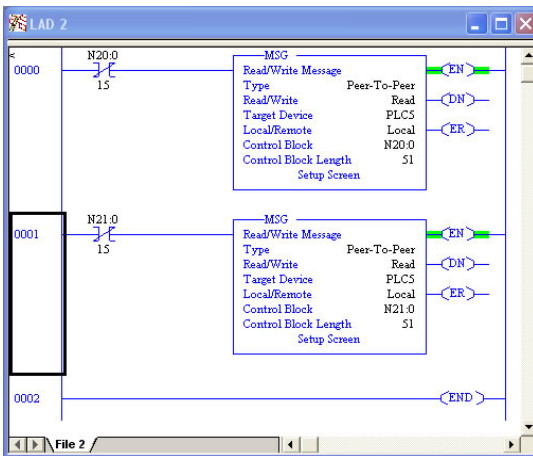 LAD 2
N20:0
0000
15
MSG
Read/Write Message
Type Peer-To-Peer
Read/Write Read
Target Device PLC5
Local/Remote Local
Control Block N20:0
Control Block Length 51
Setup Screen
EN
DN
ER
N21:0
0001
15
MSG
Read/Write Message
Type Peer-To-Peer
Read/Write Read
Target Device PLC5
Local/Remote Local
Control Block N21:0
Control Block Length 51
Setup Screen
EN
DN
ER
0002
END
File 2